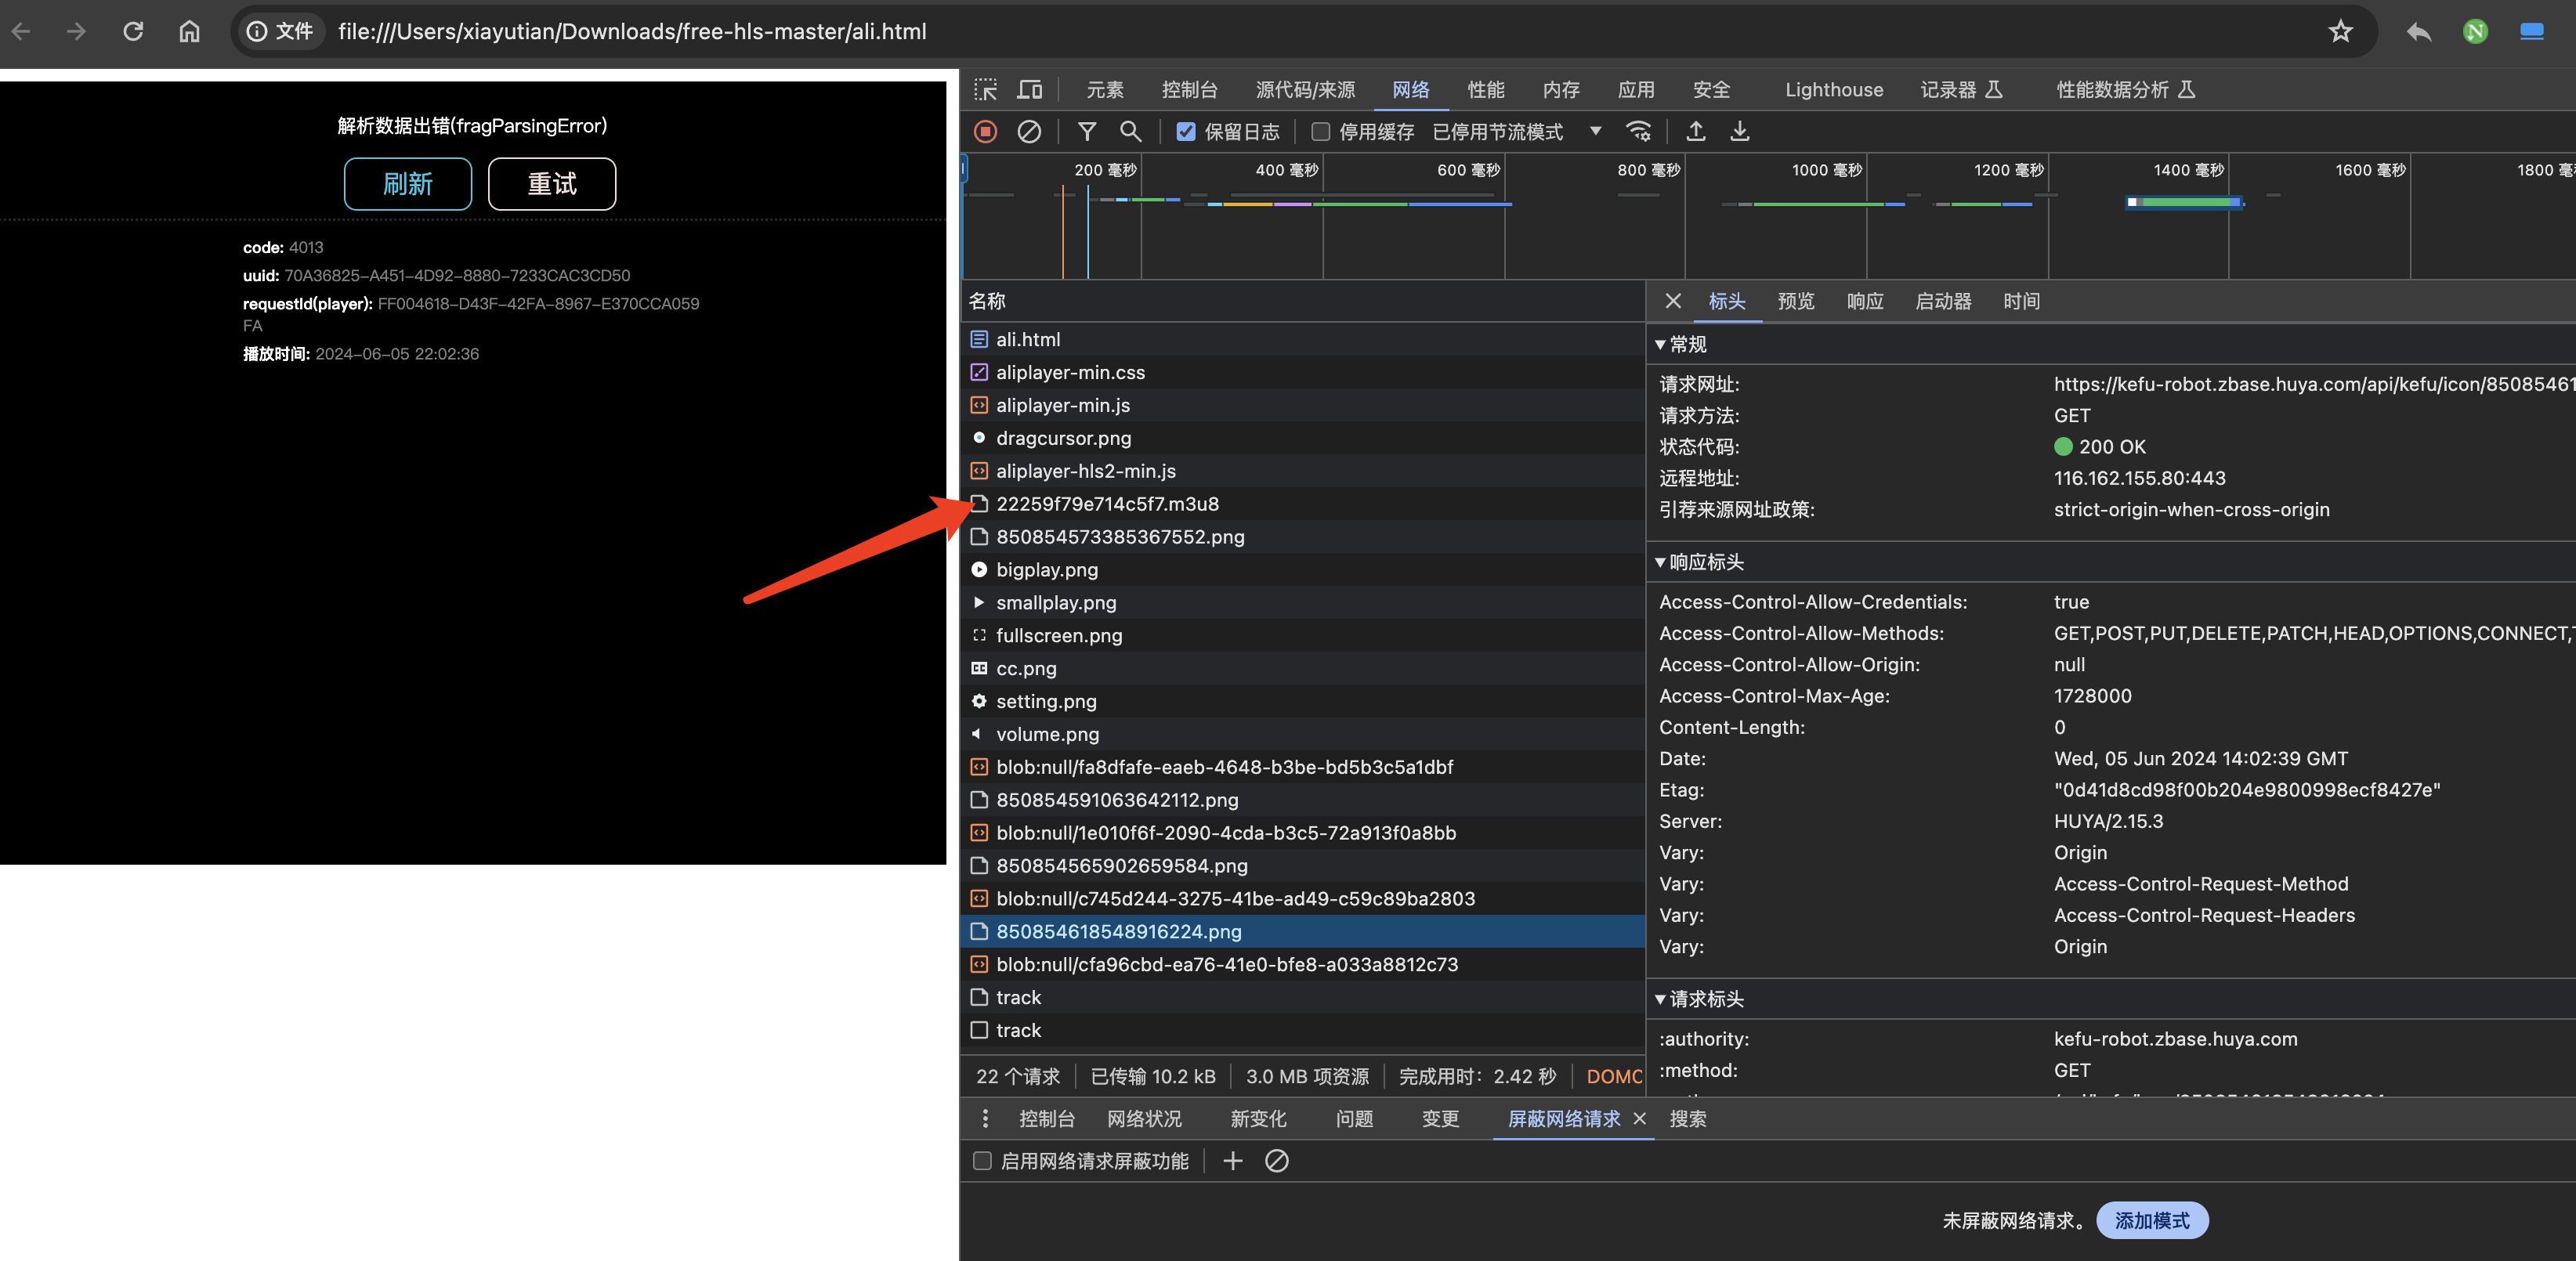 文件 file:///Users/xiayutian/Downloads/free-hls-master/ali.html
解析数据出错(fragParsingError)
刷新 重试
code: 4013
uuid: 70A36825-A451-4D92-8880-7233CAC3CD50
requestId(player): FF004618-D43F-42FA-8967-E370CCA059
FA
播放时间: 2024-06-05 22:02:36
元素 控制台 源代码/来源 网络 性能 内存 应用 安全 Lighthouse 记录器 性能数据分析
保留日志 停用缓存 已停用节流模式
200 毫秒 400 毫秒 600 毫秒 800 毫秒 1000 毫秒 1200 毫秒 1400 毫秒 1600 毫秒 1800 毫
名称
ali.html
aliplayer-min.css
aliplayer-min.js
dragcursor.png
aliplayer-hls2-min.js
22259f79e714c5f7.m3u8
850854573385367552.png
bigplay.png
smallplay.png
fullscreen.png
cc.png
setting.png
volume.png
blob:null/fa8dfafe-eaeb-4648-b3be-bd5b3c5a1dbf
850854591063642112.png
blob:null/1e010f6f-2090-4cda-b3c5-72a913f0a8bb
850854565902659584.png
blob:null/c745d244-3275-41be-ad49-c59c89ba2803
850854618548916224.png
blob:null/cfa96cbd-ea76-41e0-bfe8-a033a8812c73
track
track
22 个请求 已传输 10.2 kB 3.0 MB 项资源 完成用时: 2.42 秒 DOMC
标头 预览 响应 启动器 时间
常规
请求网址: https://kefu-robot.zbase.huya.com/api/kefu/icon/85085461
请求方法: GET
状态代码: 200 OK
远程地址: 116.162.155.80:443
引荐来源网址政策: strict-origin-when-cross-origin
响应标头
Access-Control-Allow-Credentials: true
Access-Control-Allow-Methods: GET,POST,PUT,DELETE,PATCH,HEAD,OPTIONS,CONNECT,
Access-Control-Allow-Origin: null
Access-Control-Max-Age: 1728000
Content-Length: 0
Date: Wed, 05 Jun 2024 14:02:39 GMT
Etag: "0d41d8cd98f00b204e9800998ecf8427e"
Server: HUYA/2.15.3
Vary: Origin
Vary: Access-Control-Request-Method
Vary: Access-Control-Request-Headers
Vary: Origin
请求标头
:authority: kefu-robot.zbase.huya.com
:method: GET
控制台 网络状况 新变化 问题 变更 屏蔽网络请求 搜索
启用网络请求屏蔽功能
未屏蔽网络请求。 添加模式